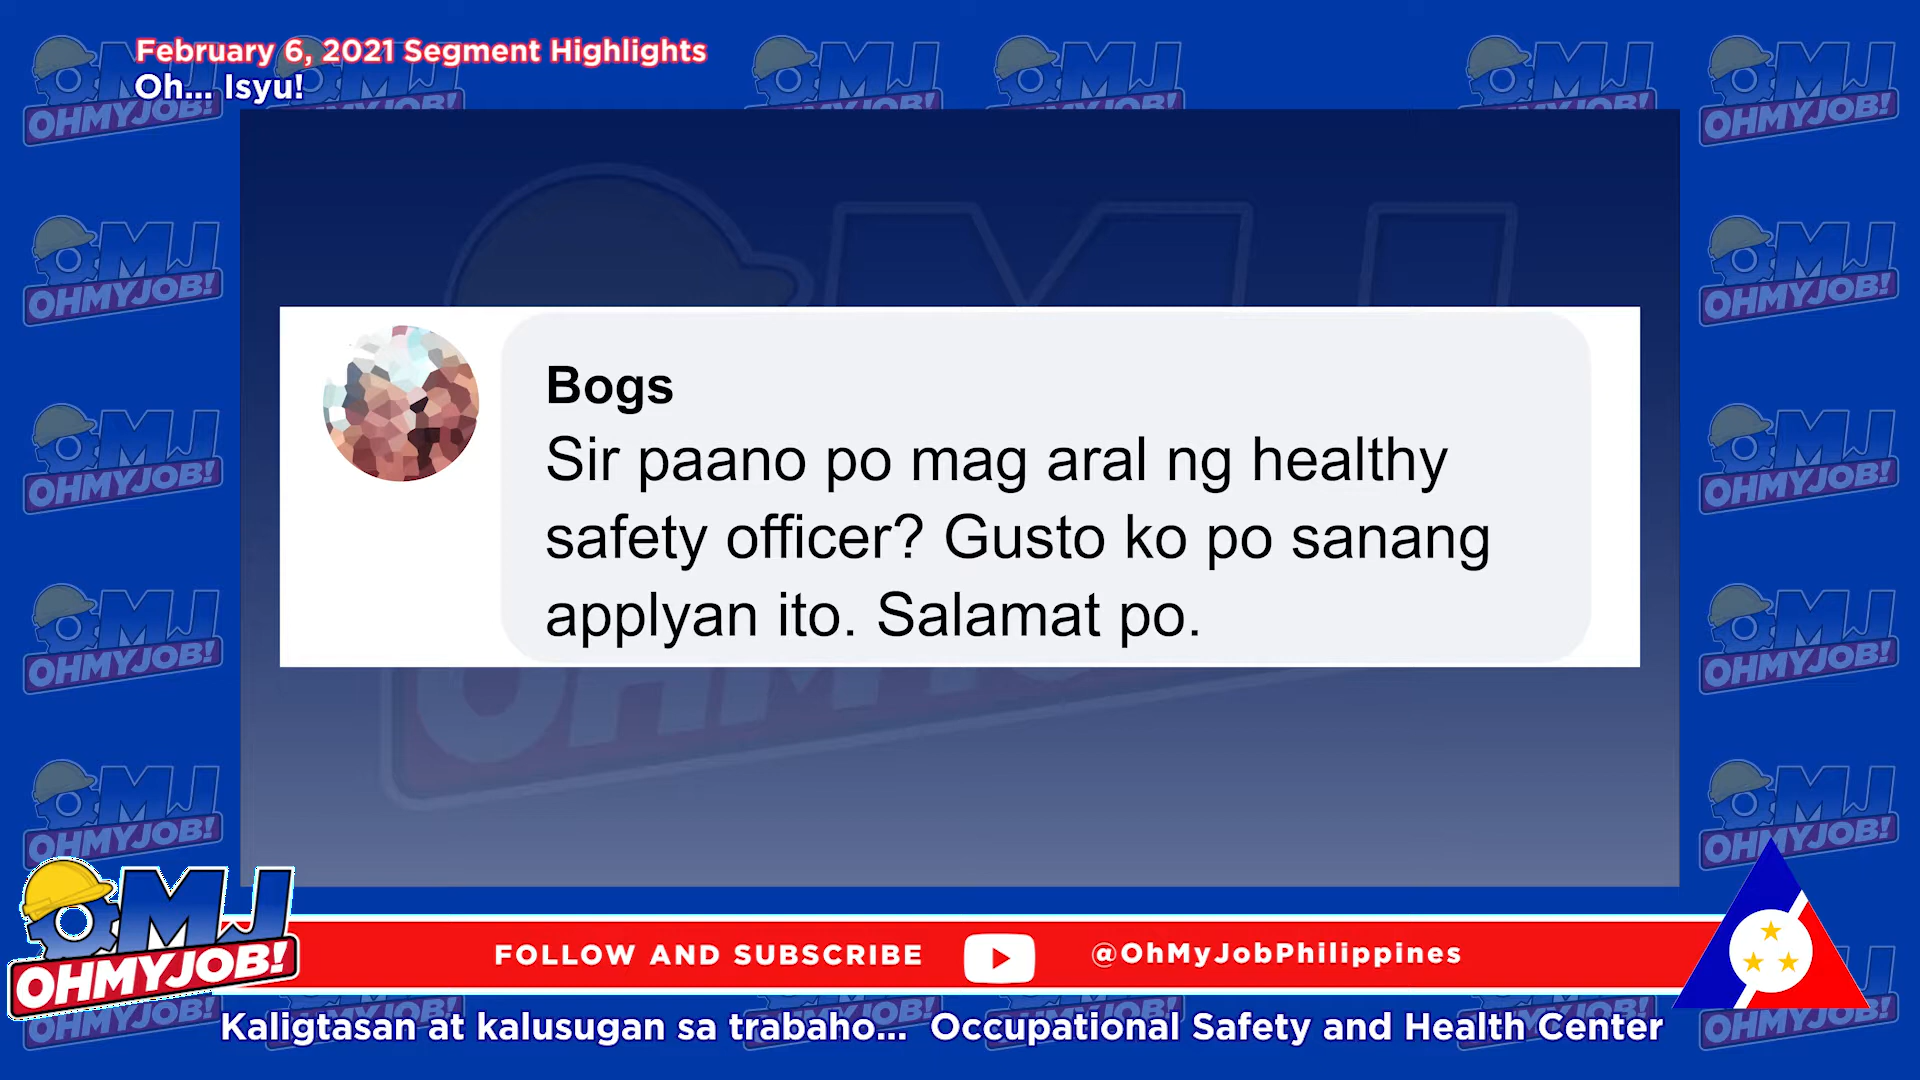 February 6, 2021 Segment Highlights
Oh... Isyu!
Bogs
Sir paano po mag aral ng healthy
safety officer? Gusto ko po sanang
applyan ito. Salamat po.
OMJ
OHMYJOB!
FOLLOW AND SUBSCRIBE
@OhMyJobPhilippines
Kaligtasan at kalusugan sa trabaho... Occupational Safety and Health Center